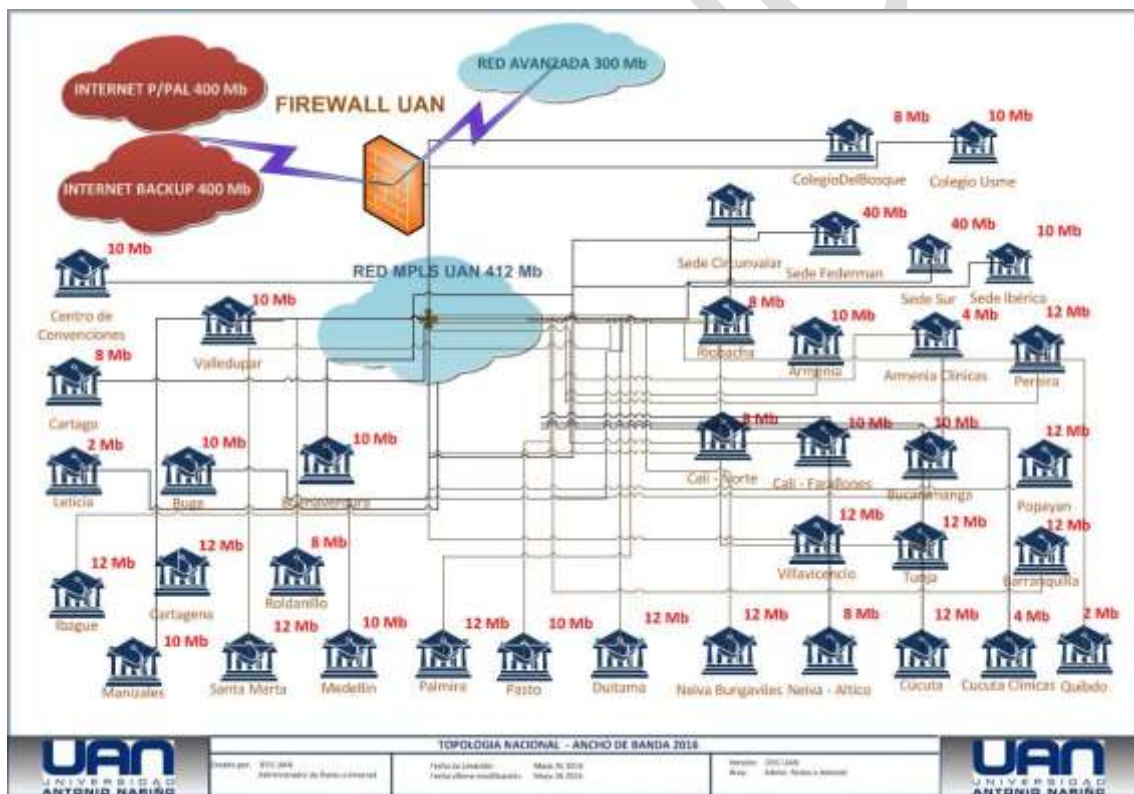 RED AVANZADA 300 Mb
INTERNET P/PAL 400 Mb
FIREWALL UAN
INTERNET BACKUP 400 Mb
8 Mb
10 Mb
ColegioDelBosque
Colegio Usme
40 Mb
40 Mb
10 Mb
Sede Circunvalar
Sede Federman
Sede Sur
Sede Ibérica
10 Mb
Centro de
Convenciones
RED MPLS UAN 412 Mb
10 Mb
Valledupar
8 Mb
Riohacha
10 Mb
Armenia
4 Mb
Armenia Clinicas
12 Mb
Pereira
8 Mb
Cartago
2 Mb
Leticia
10 Mb
Buga
10 Mb
Buenaventura
8 Mb
Cali - Norte
10 Mb
Cali - Farallones
10 Mb
Bucaramanga
12 Mb
Popayan
12 Mb
Ibague
12 Mb
Cartagena
8 Mb
Roldanillo
12 Mb
Villavicencio
12 Mb
Tunja
12 Mb
Barranquilla
10 Mb
Manizales
12 Mb
Santa Marta
10 Mb
Medellin
12 Mb
Palmira
10 Mb
Pasto
12 Mb
Duitama
12 Mb
Neiva Bungaviles
8 Mb
Neiva - Altico
12 Mb
Cucuta
4 Mb
Cucuta Clinicas
2 Mb
Quibdo
UAN
UNIVERSIDAD
ANTONIO NARIÑO
TOPOLOGIA NACIONAL - ANCHO DE BANDA 2016
Administrador de Redes e Internet
UAN
UNIVERSIDAD
ANTONIO NARIÑO